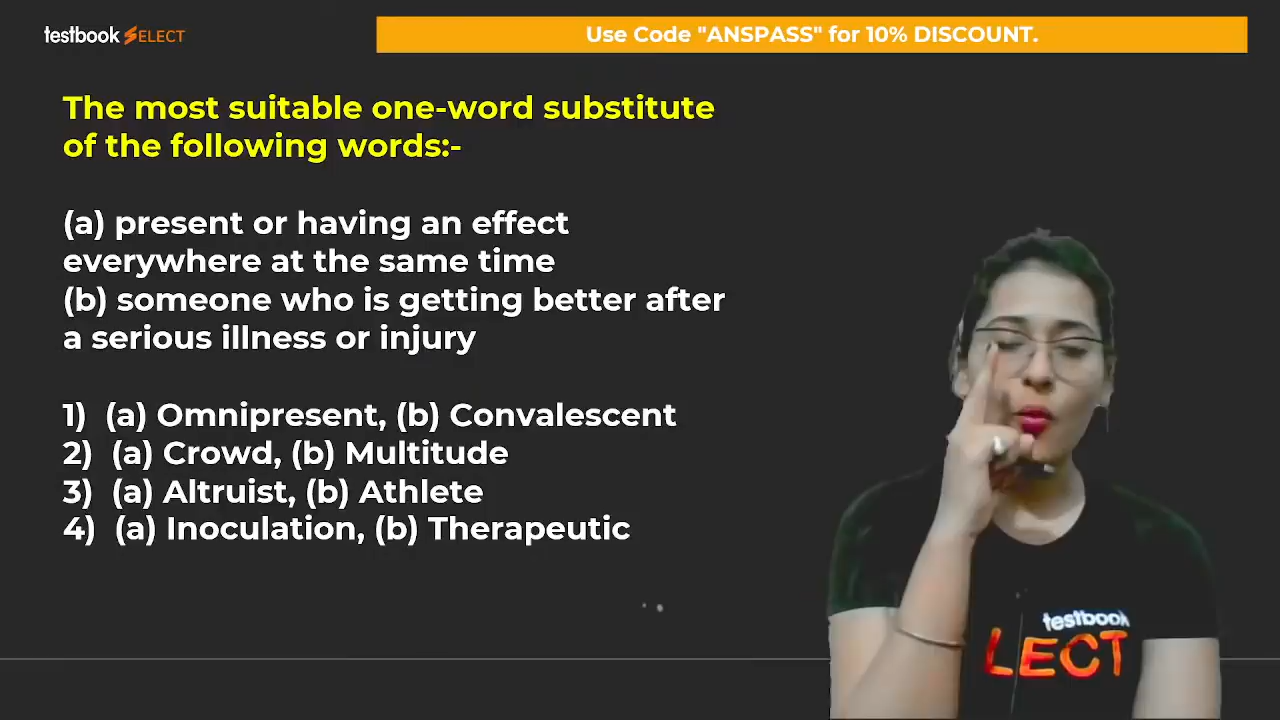 testbook SELECT
Use Code "ANSPASS" for 10% DISCOUNT.
The most suitable one-word substitute
of the following words:-
(a) present or having an effect
everywhere at the same time
(b) someone who is getting better after
a serious illness or injury
1) (a) Omnipresent, (b) Convalescent
2) (a) Crowd, (b) Multitude
3) (a) Altruist, (b) Athlete
4) (a) Inoculation, (b) Therapeutic
testbook
LECT